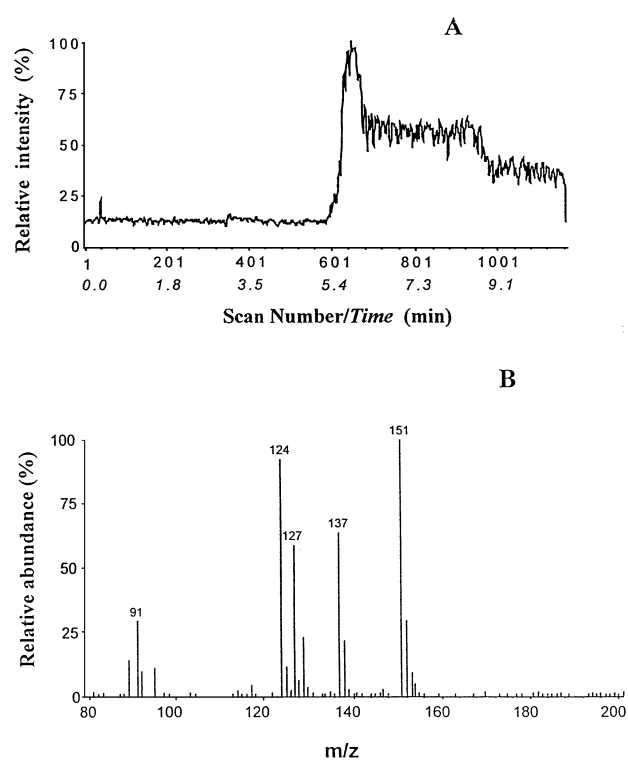 A
Relative intensity (%)
100
75
50
25
0
1 201 401 601 801 1001
0.0 1.8 3.5 5.4 7.3 9.1
Scan Number/Time (min)
B
Relative abundance (%)
100
75
50
25
0
151
124
137
127
91
80 100 120 140 160 180 200
m/z